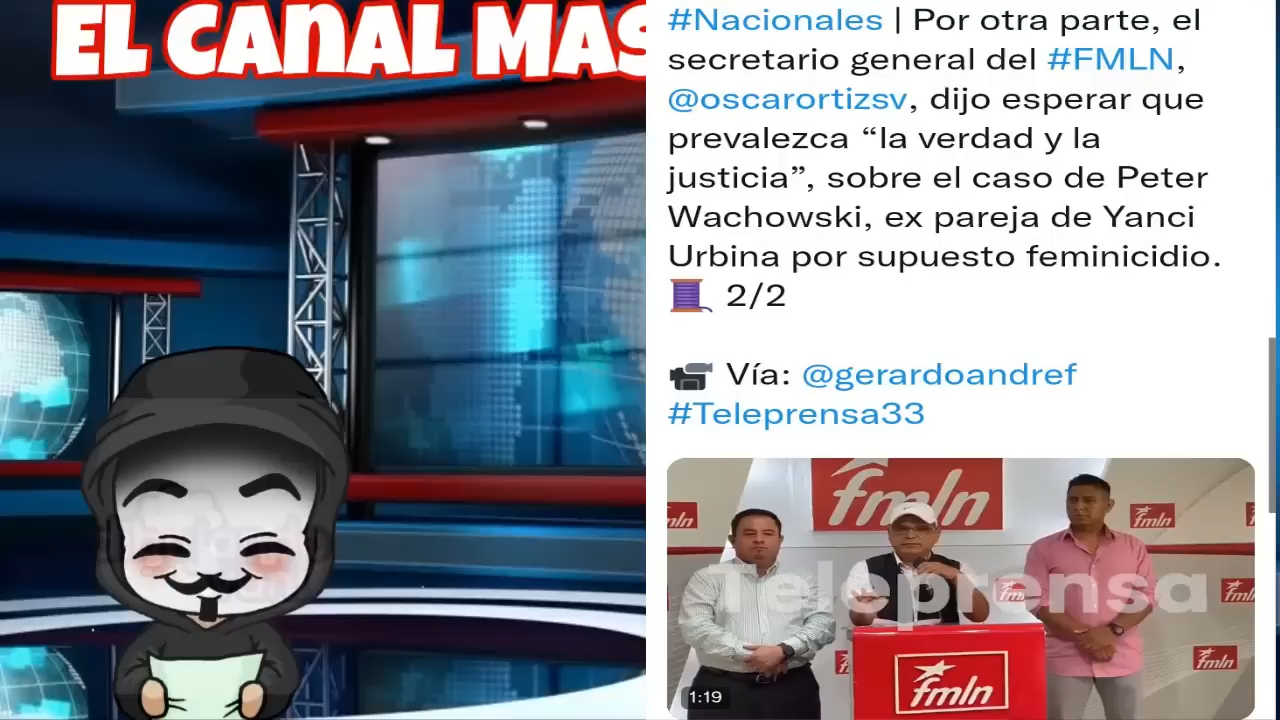 EL CANAL MAS
#Nacionales | Por otra parte, el
secretario general del #FMLN,
@oscarortizsv, dijo esperar que
prevalezca “la verdad y la
justicia”, sobre el caso de Peter
Wachowski, ex pareja de Yanci
Urbina por supuesto feminicidio.
🧵 2/2
📹 Vía: @gerardoandref
#Teleprensa33
fmln
fmln
fmln
Teleprensa
fmln
fmln
fmln
fmln
1:19